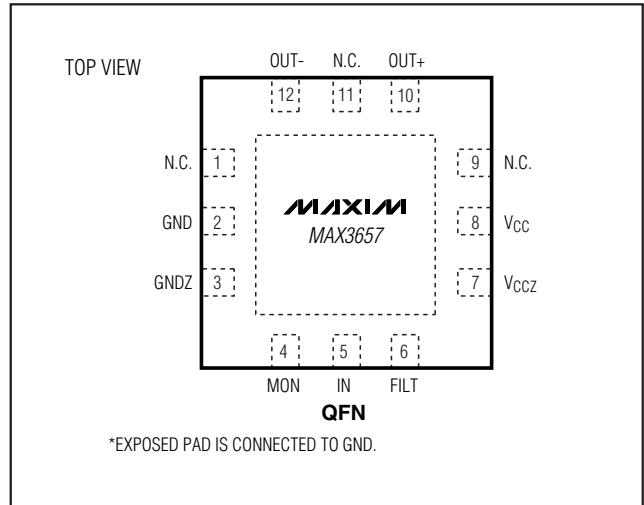 TOP VIEW
OUT- N.C. OUT+
12 11 10
N.C. 1 9 N.C.
MAXIM
GND 2 MAX3657 8 VCC
GNDZ 3 7 VCCZ
4 5 6
MON IN FILT
QFN
*EXPOSED PAD IS CONNECTED TO GND.